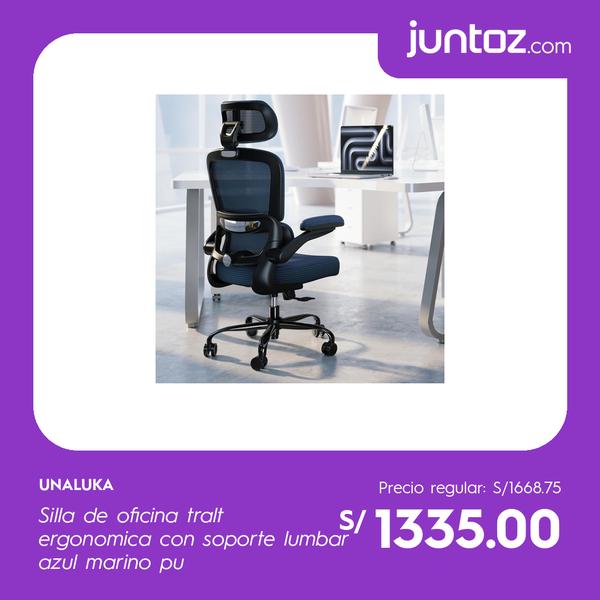 juntoz.com
UNALUKA
Silla de oficina tralt
ergonomica con soporte lumbar
azul marino pu
Precio regular: S/1668.75
S/ 1335.00